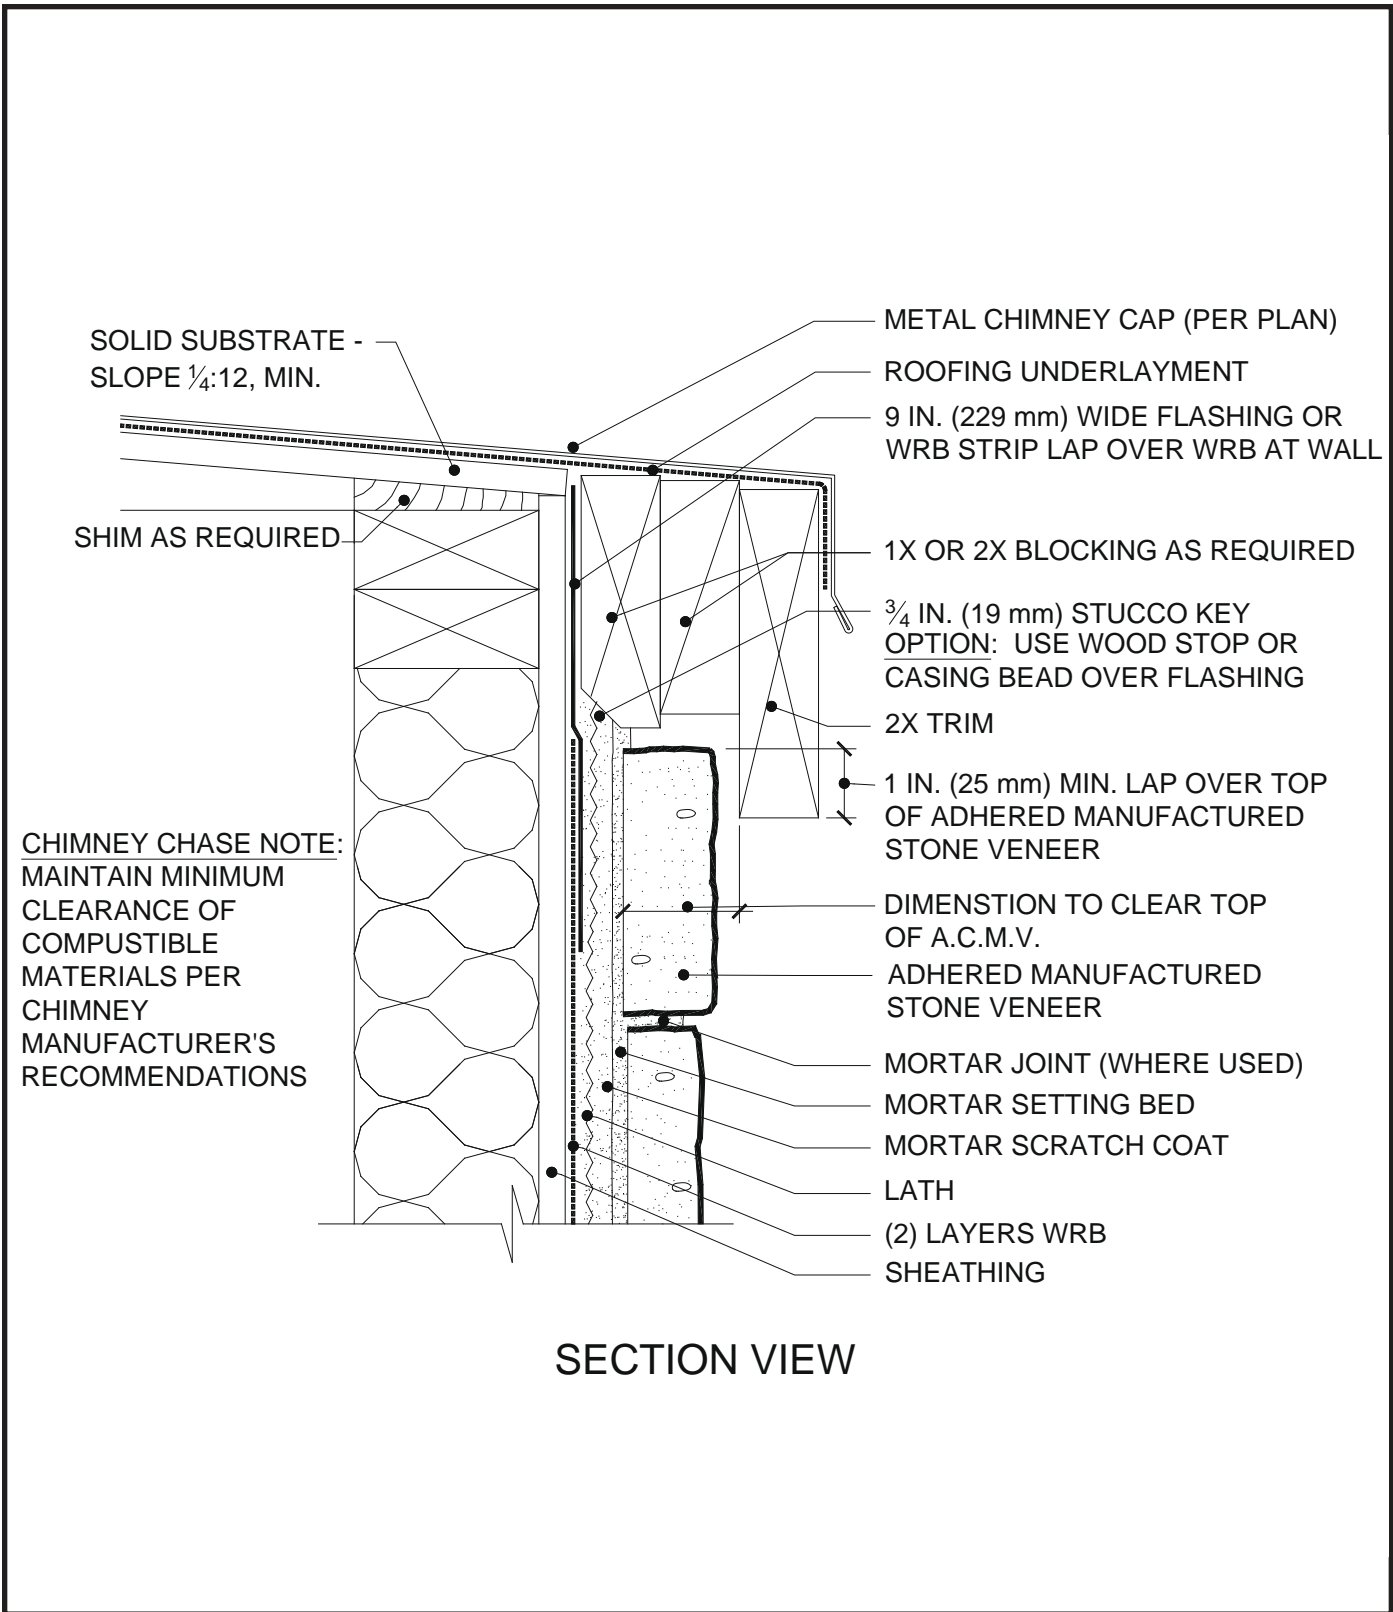 SOLID SUBSTRATE -
SLOPE ¼:12, MIN.
SHIM AS REQUIRED
CHIMNEY CHASE NOTE:
MAINTAIN MINIMUM
CLEARANCE OF
COMPUSTIBLE
MATERIALS PER
CHIMNEY
MANUFACTURER'S
RECOMMENDATIONS
METAL CHIMNEY CAP (PER PLAN)
ROOFING UNDERLAYMENT
9 IN. (229 mm) WIDE FLASHING OR
WRB STRIP LAP OVER WRB AT WALL
1X OR 2X BLOCKING AS REQUIRED
¾ IN. (19 mm) STUCCO KEY
OPTION: USE WOOD STOP OR
CASING BEAD OVER FLASHING
2X TRIM
1 IN. (25 mm) MIN. LAP OVER TOP
OF ADHERED MANUFACTURED
STONE VENEER
DIMENSTION TO CLEAR TOP
OF A.C.M.V.
ADHERED MANUFACTURED
STONE VENEER
MORTAR JOINT (WHERE USED)
MORTAR SETTING BED
MORTAR SCRATCH COAT
LATH
(2) LAYERS WRB
SHEATHING
SECTION VIEW